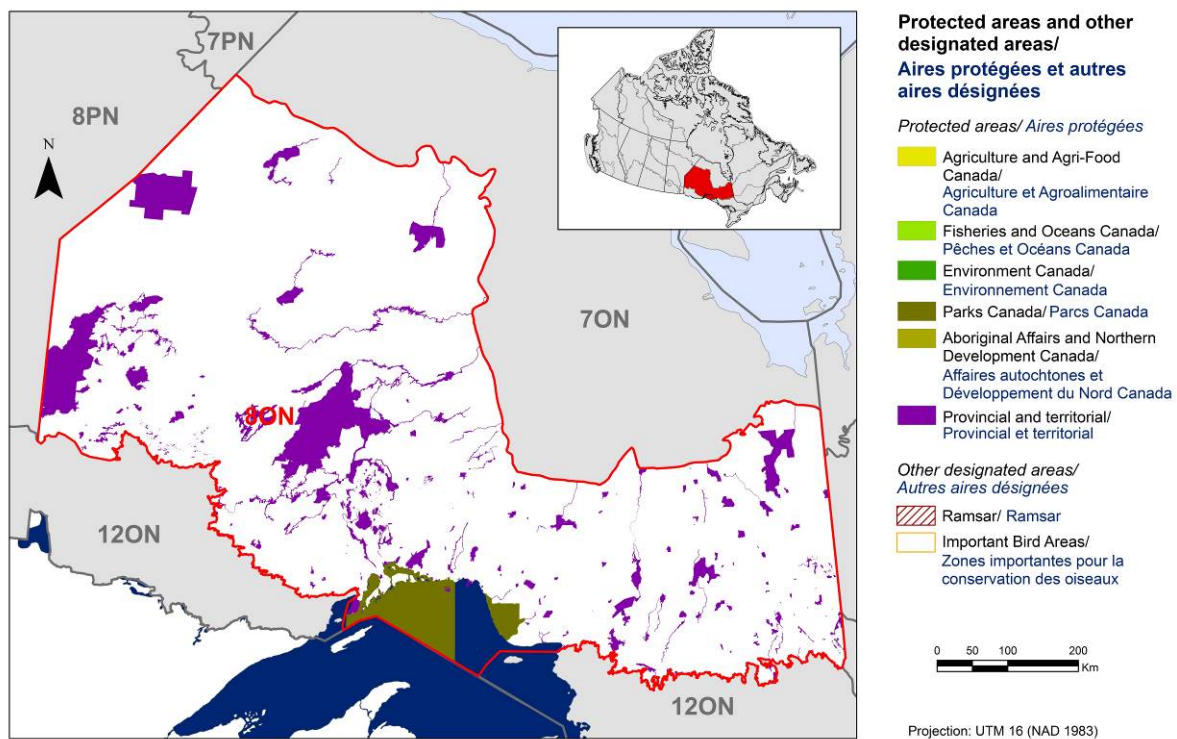 7PN
8PN
N
7ON
8ON
12ON
12ON
Protected areas and other
designated areas/
Aires protégées et autres
aires désignées
Protected areas/ Aires protégées
Agriculture and Agri-Food
Canada/
Agriculture et Agroalimentaire
Canada
Fisheries and Oceans Canada/
Pêches et Océans Canada
Environment Canada/
Environnement Canada
Parks Canada/ Parcs Canada
Aboriginal Affairs and Northern
Development Canada/
Affaires autochtones et
Développement du Nord Canada
Provincial and territorial/
Provincial et territorial
Other designated areas/
Autres aires désignées
Ramsar/ Ramsar
Important Bird Areas/
Zones importantes pour la
conservation des oiseaux
0 50 100 200
Km
Projection: UTM 16 (NAD 1983)